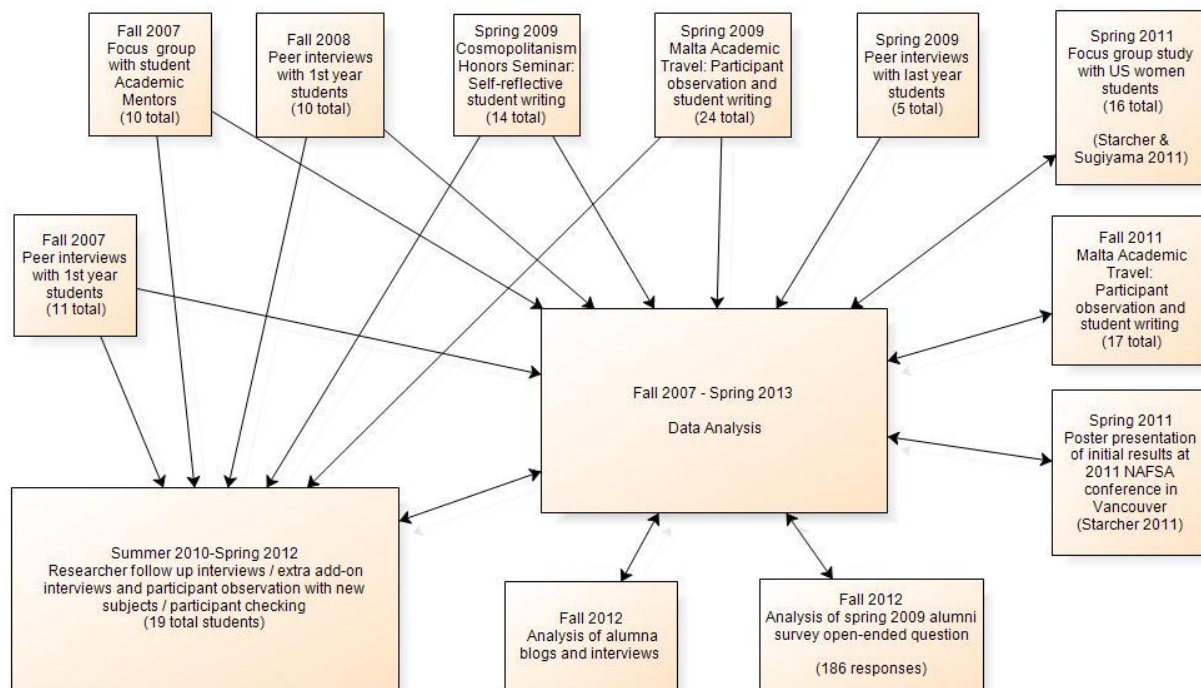 Fall 2007
Focus group
with student
Academic
Mentors
(10 total)
Fall 2008
Peer interviews
with 1st year
students
(10 total)
Spring 2009
Cosmopolitanism
Honors Seminar:
Self-reflective
student writing
(14 total)
Spring 2009
Malta Academic
Travel: Participant
observation and
student writing
(24 total)
Spring 2009
Peer interviews
with last year
students
(5 total)
Spring 2011
Focus group study
with US women
students
(16 total)
(Starcher &
Sugiyama 2011)
Fall 2007
Peer interviews
with 1st year
students
(11 total)
Fall 2011
Malta Academic
Travel:
Participant
observation and
student writing
(17 total)
Fall 2007 - Spring 2013
Data Analysis
Spring 2011
Poster presentation
of initial results at
2011 NAFSA
conference in
Vancouver
(Starcher 2011)
Summer 2010-Spring 2012
Researcher follow up interviews / extra add-on
interviews and participant observation with new
subjects / participant checking
(19 total students)
Fall 2012
Analysis of alumna
blogs and interviews
Fall 2012
Analysis of spring 2009 alumni
survey open-ended question
(186 responses)